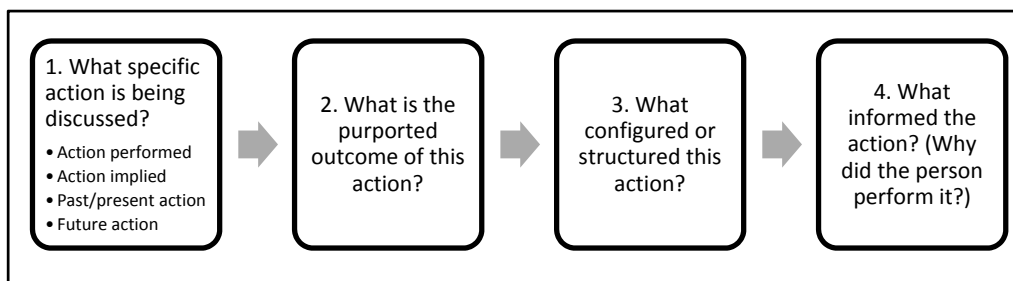 1. What specific
action is being
discussed?
• Action performed
• Action implied
• Past/present action
• Future action
2. What is the
purported
outcome of this
action?
3. What
configured or
structured this
action?
4. What
informed the
action? (Why
did the person
perform it?)